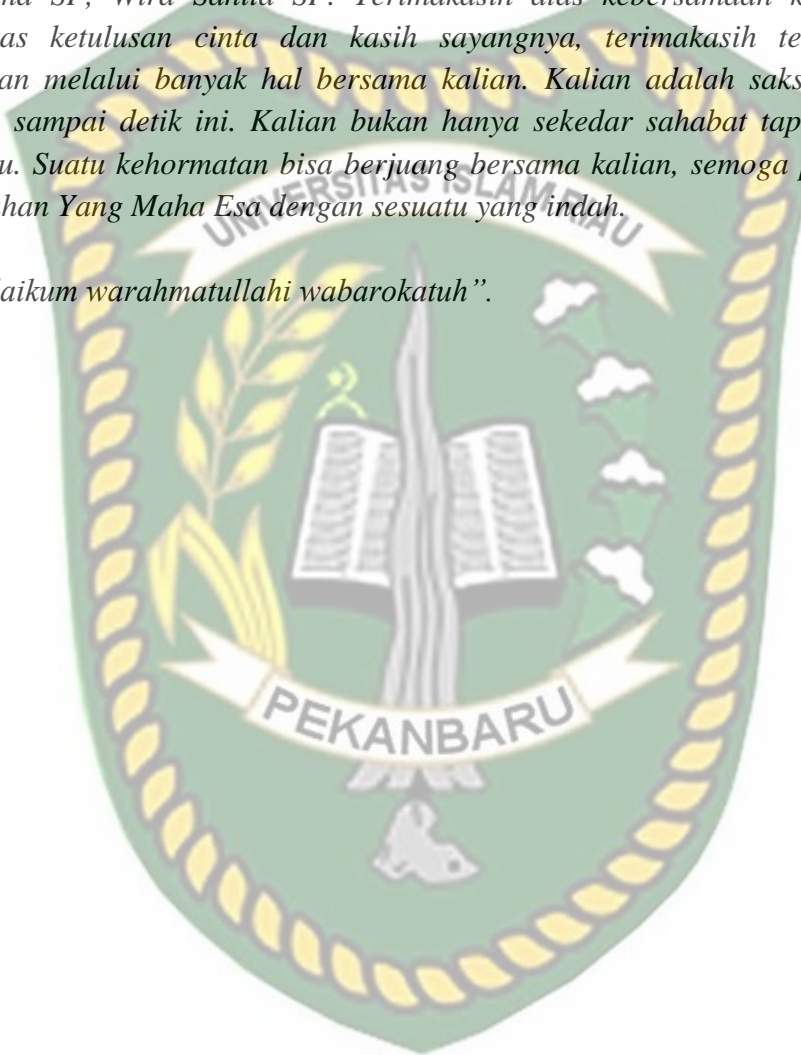 SP, Wira SP. Terimakasih atas kebersamaan
as ketulusan cinta dan kasih sayangnya, terimakasih te
an melalui banyak hal bersama kalian. Kalian adalah saks
sampai detik ini. Kalian bukan hanya sekedar sahabat tap
u. Suatu kehormatan bisa berjuang bersama kalian, semoga p
han Yang Maha Esa dengan sesuatu yang indah.
UNIVERSITAS ISLAM RIAU
aikum warahmatullahi wabarokatuh”.
PEKANBARU